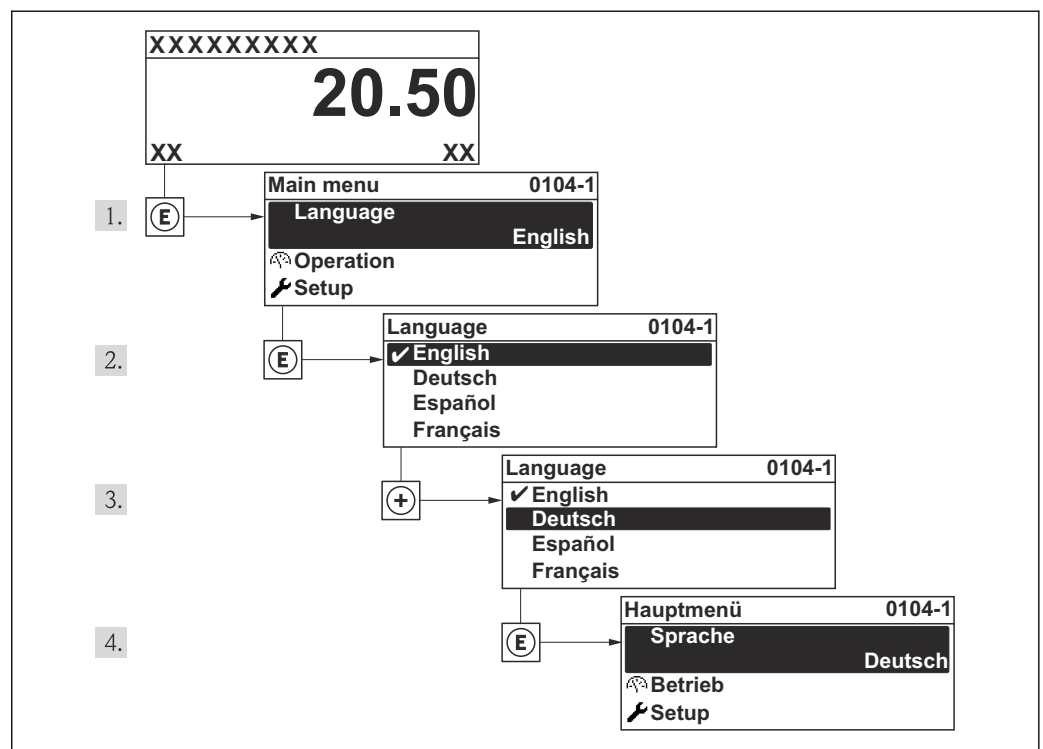 XXXXXXXXX
20.50
XX XX
1. E
Main menu 0104-1
Language
English
Operation
Setup
2. E
Language 0104-1
✔English
Deutsch
Español
Français
3. +
Language 0104-1
✔English
Deutsch
Español
Français
4. E
Hauptmenü 0104-1
Sprache
Deutsch
Betrieb
Setup